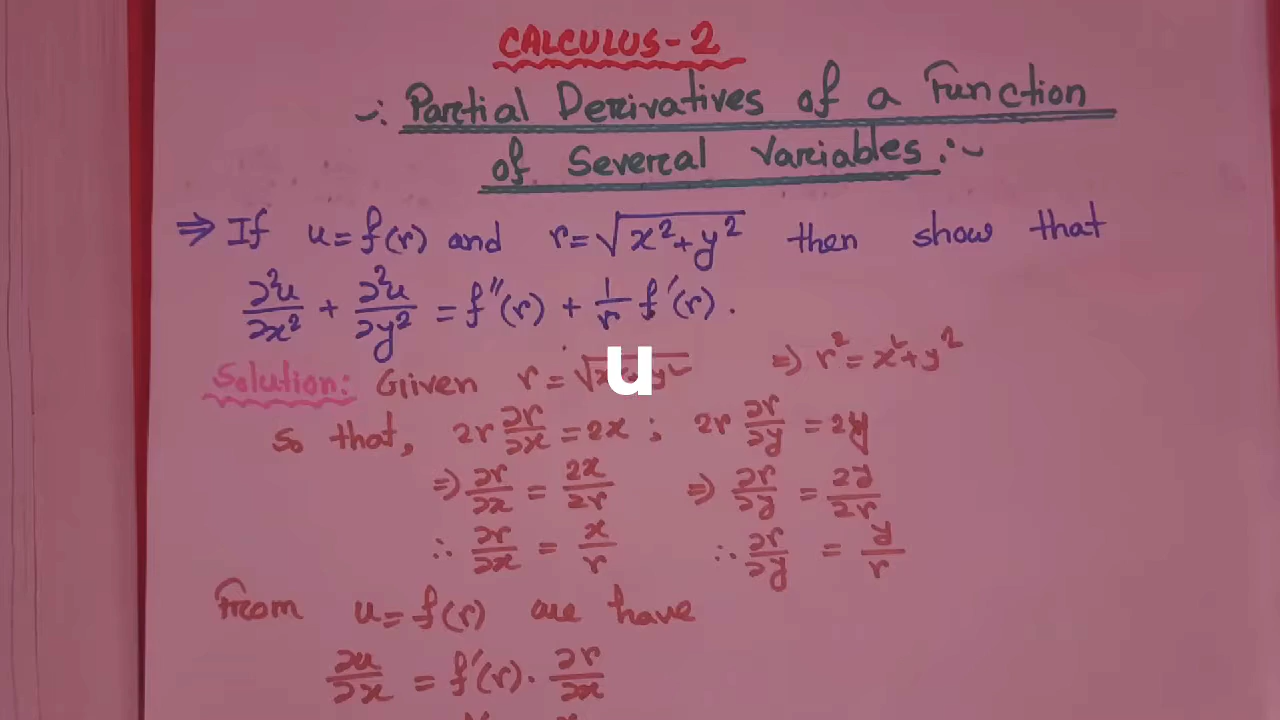 CALCULUS-2
∴ Partial Derivatives of a Function
of Several Variables ∴
⇒ If u = f(r) and r = √(x² + y²) then show that
∂²u/∂x² + ∂²u/∂y² = f''(r) + 1/r f'(r).
Solution: Given r = √(x² + y²) ⇒ r² = x² + y²
u
So that, 2r ∂r/∂x = 2x ; 2r ∂r/∂y = 2y
⇒ ∂r/∂x = 2x/2r ⇒ ∂r/∂y = 2y/2r
∴ ∂r/∂x = x/r ∴ ∂r/∂y = y/r
From u = f(r) we have
∂u/∂x = f'(r) · ∂r/∂x